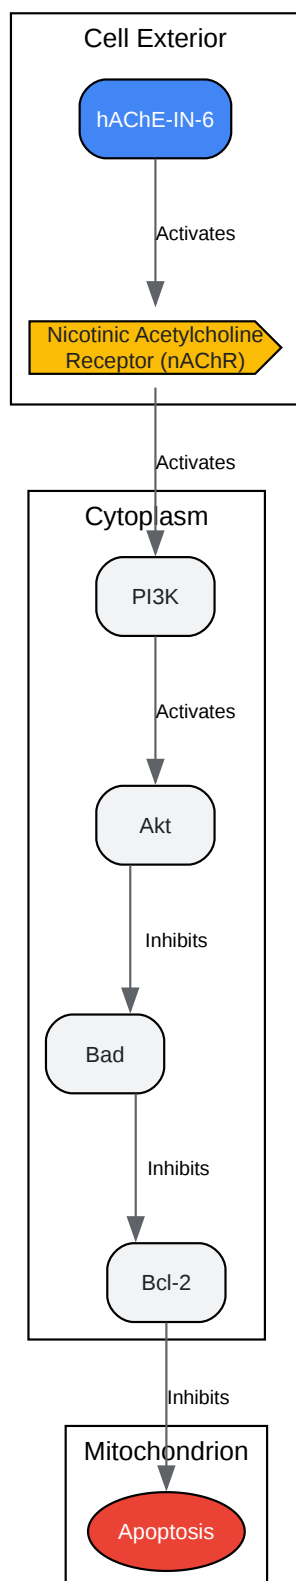 Cell Exterior
hAChE-IN-6
Activates
Nicotinic Acetylcholine
Receptor (nAChR)
Activates
Cytoplasm
PI3K
Activates
Akt
Inhibits
Bad
Inhibits
Bcl-2
Inhibits
Mitochondrion
Apoptosis